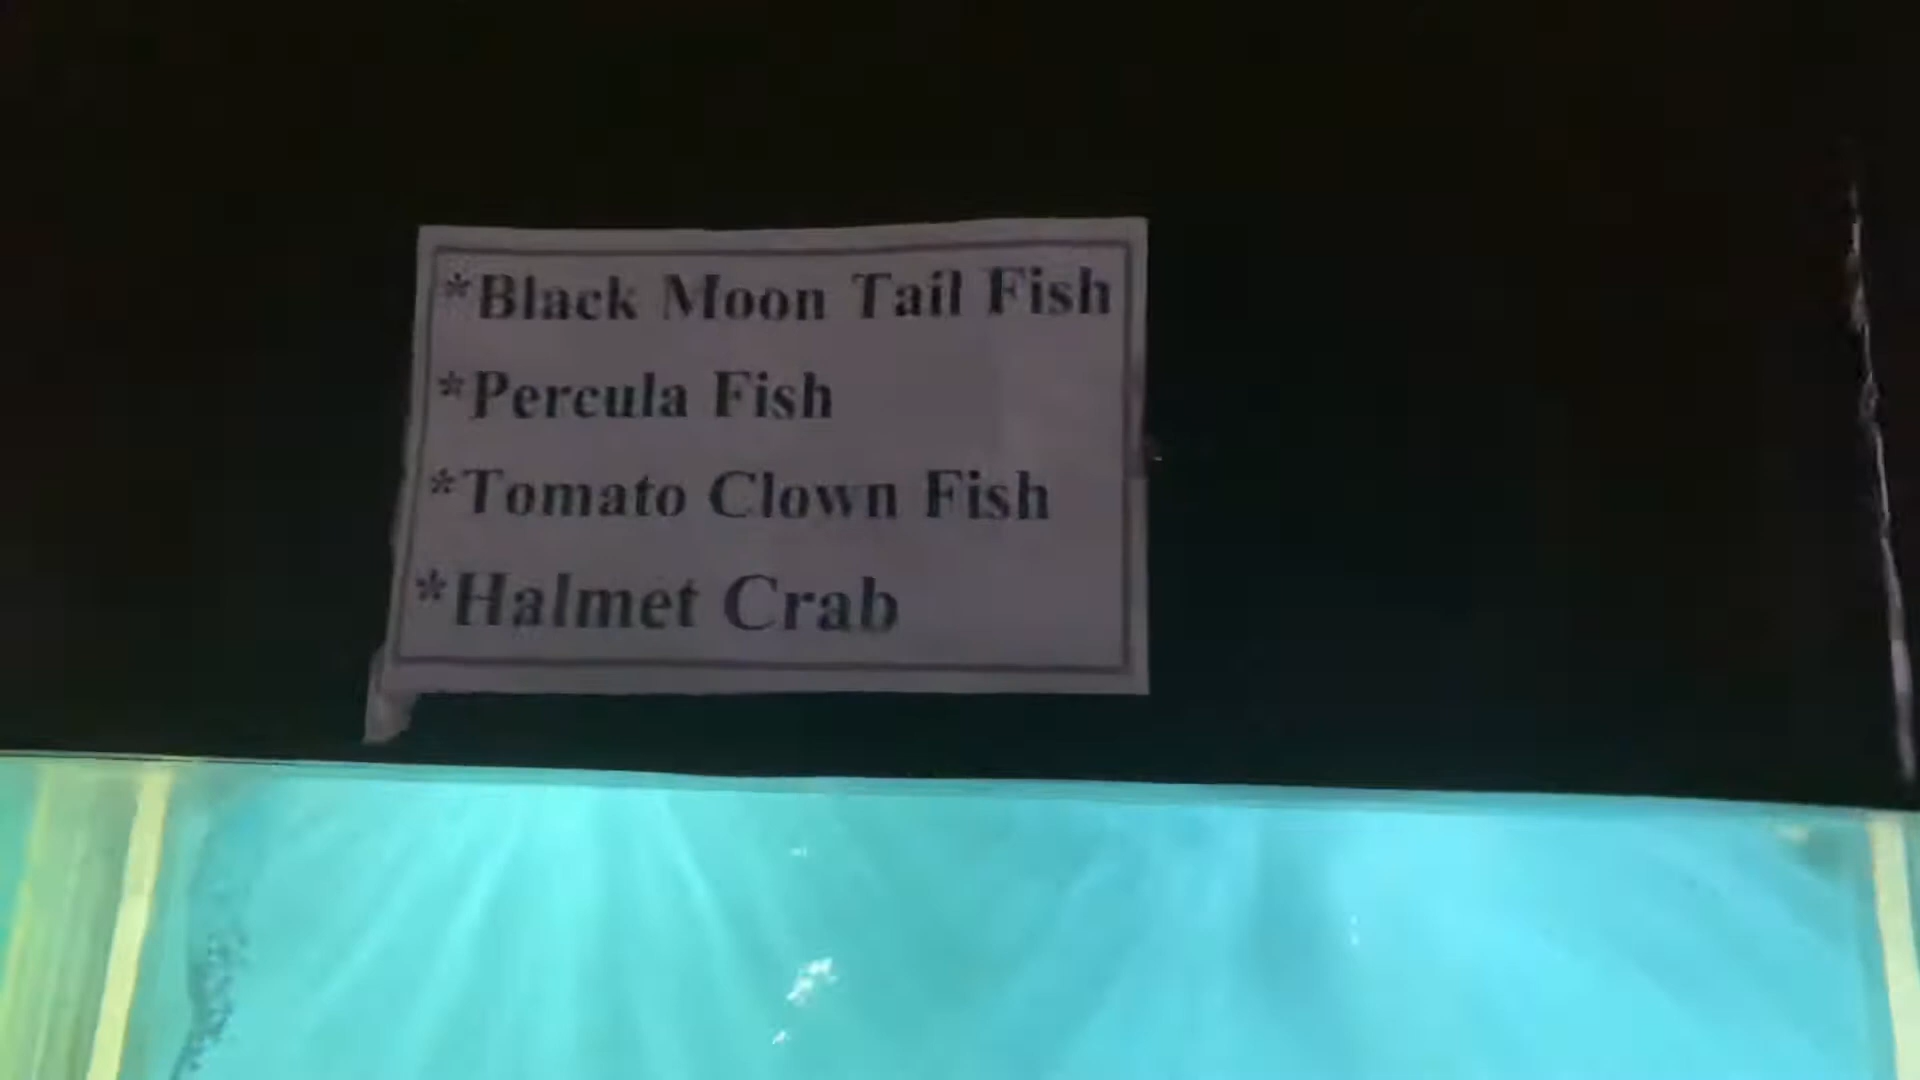 *Black Moon Tail Fish
*Percula Fish
*Tomato Clown Fish
*Halmet Crab